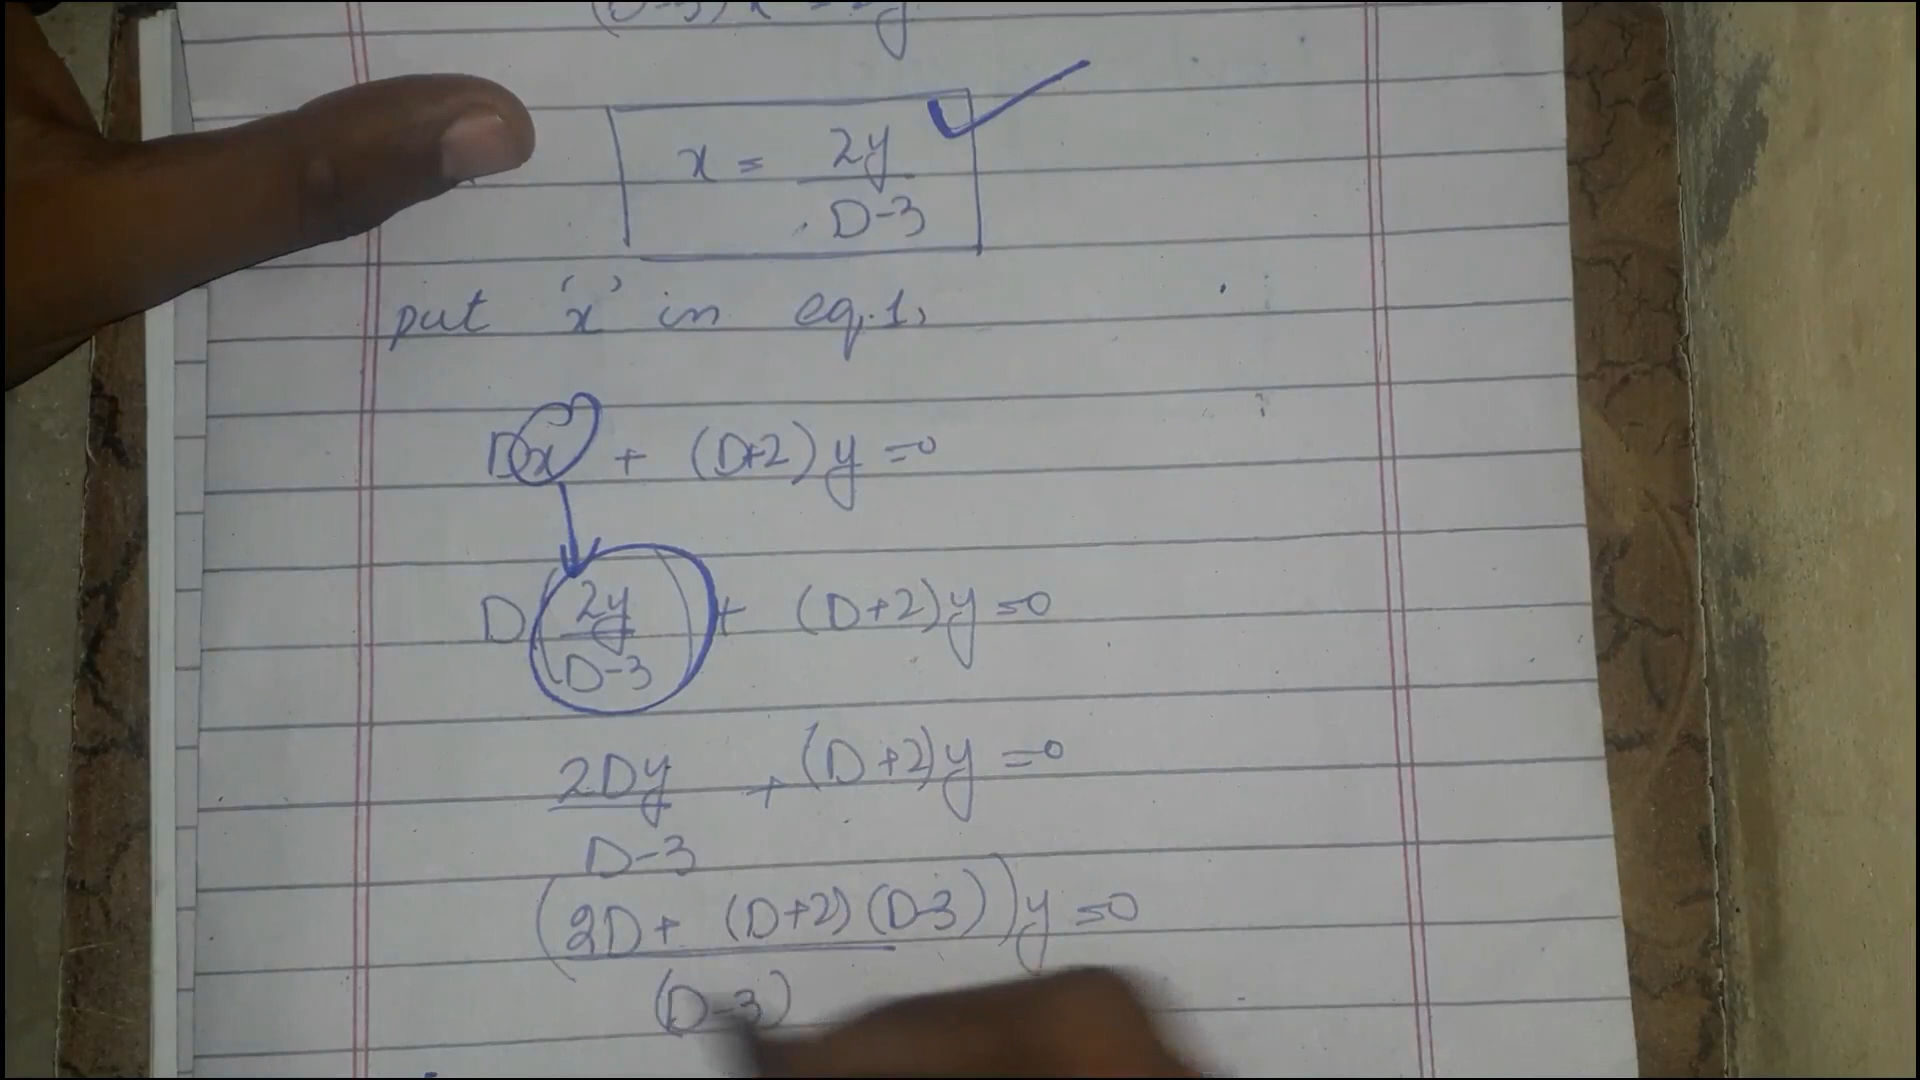 x = 2y / D-3
put 'x' in eq.1,
Dx + (D+2) y =0
D (2y / D-3) + (D+2)y =0
2Dy / D-3 + (D+2)y =0
(2D + (D+2) (D-3) / (D-3)) y =0